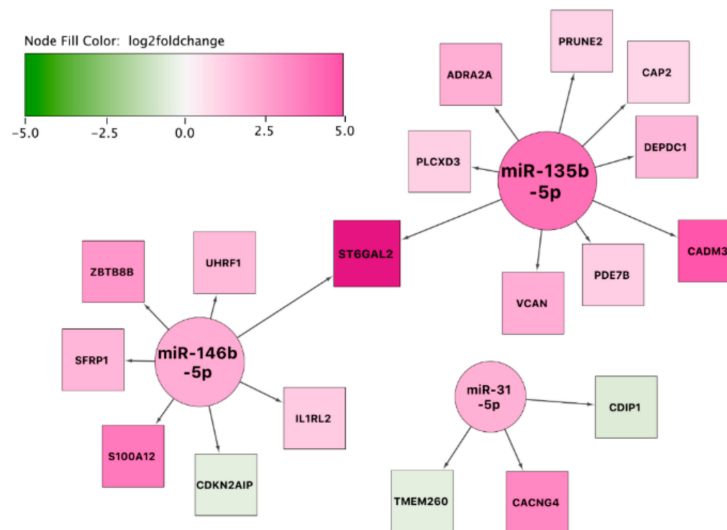 Node Fill Color: log2foldchange
-5.0 -2.5 0.0 2.5 5.0
PRUNE2
ADRA2A
CAP2
PLCXD3
DEPDC1
miR-135b
-5p
ST6GAL2
CADM3
PDE7B
VCAN
ZBTB8B
UHRF1
SFRP1
miR-146b
-5p
IL1RL2
S100A12
CDKN2AIP
miR-31
-5p
CDIP1
TMEM260
CACNG4